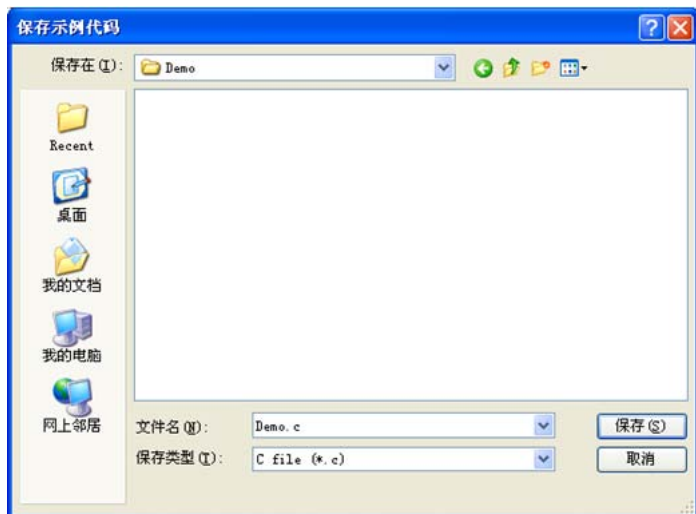 保存示例代码
保存在(I):
Demo
Recent
桌面
我的文档
我的电脑
网上邻居
文件名(N):
Demo.c
保存(S)
保存类型(T):
C file (*.c)
取消